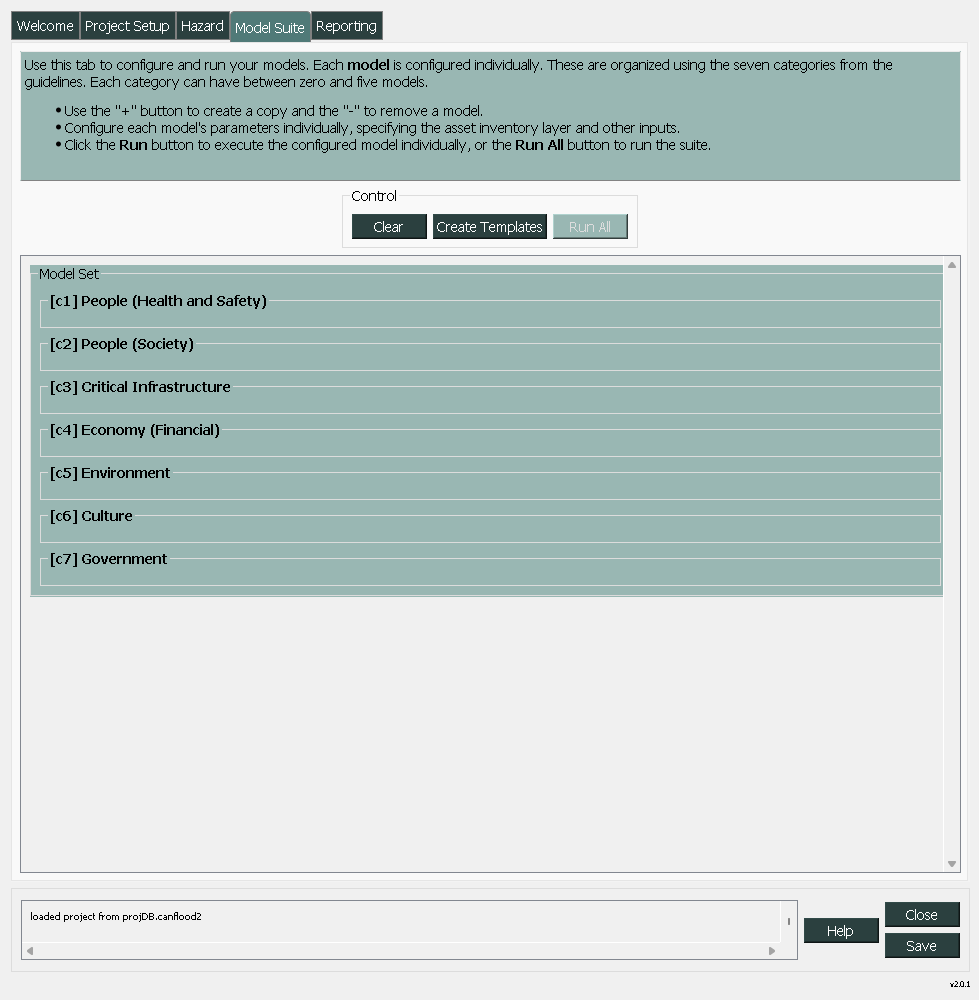 Welcome Project Setup Hazard Model Suite Reporting
Use this tab to configure and run your models. Each model is configured individually. These are organized using the seven categories from the
guidelines. Each category can have between zero and five models.
• Use the "+" button to create a copy and the "-" to remove a model.
• Configure each model's parameters individually, specifying the asset inventory layer and other inputs.
• Click the Run button to execute the configured model individually, or the Run All button to run the suite.
Control
Clear Create Templates Run All
Model Set
[c1] People (Health and Safety)
[c2] People (Society)
[c3] Critical Infrastructure
[c4] Economy (Financial)
[c5] Environment
[c6] Culture
[c7] Government
loaded project from projDB.canflood2
Help
Close
Save
v2.0.1